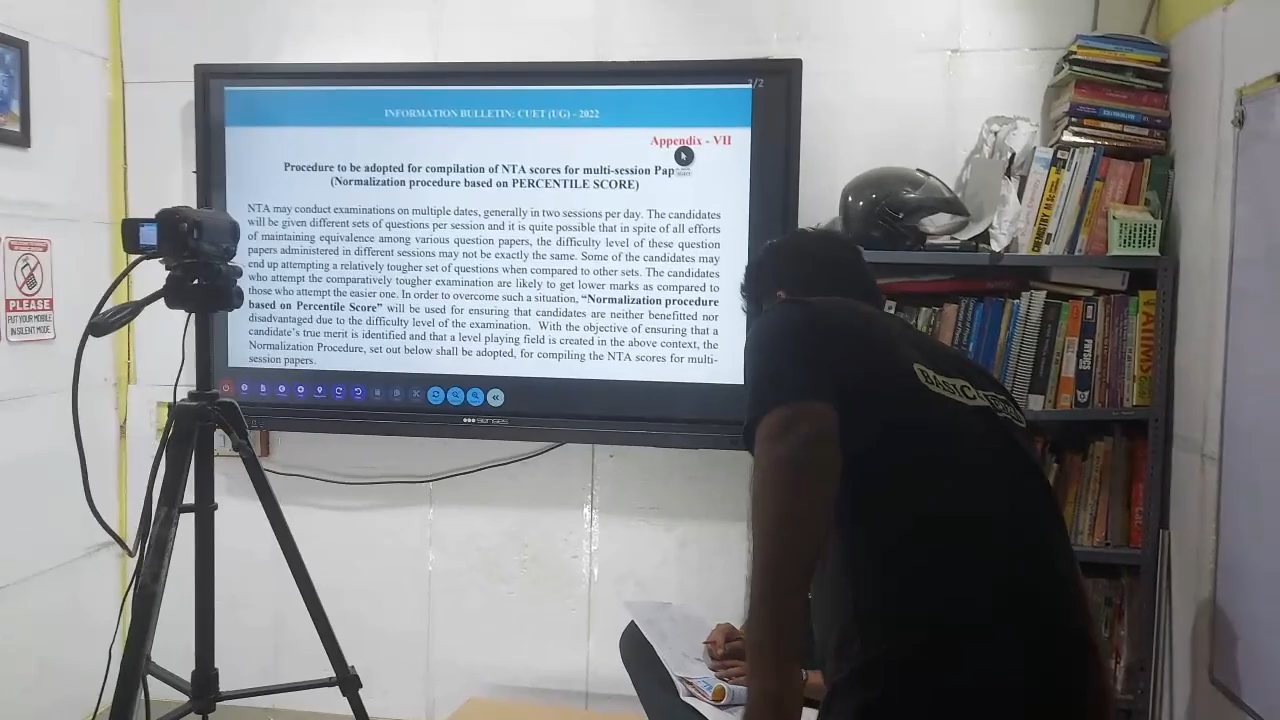 2/2
INFORMATION BULLETIN: CUET (UG) - 2022
Appendix - VII
Procedure to be adopted for compilation of NTA scores for multi-session Pap
(Normalization procedure based on PERCENTILE SCORE)
NTA may conduct examinations on multiple dates, generally in two sessions per day. The candidates
will be given different sets of questions per session and it is quite possible that in spite of all efforts
of maintaining equivalence among various question papers, the difficulty level of these question
papers administered in different sessions may not be exactly the same. Some of the candidates may
end up attempting a relatively tougher set of questions when compared to other sets. The candidates
who attempt the comparatively tougher examination are likely to get lower marks as compared to
those who attempt the easier one. In order to overcome such a situation, “Normalization procedure
based on Percentile Score” will be used for ensuring that candidates are neither benefitted nor
disadvantaged due to the difficulty level of the examination. With the objective of ensuring that a
candidate’s true merit is identified and that a level playing field is created in the above context, the
Normalization Procedure, set out below shall be adopted, for compiling the NTA scores for multi-
session papers.
senses
PLEASE
PUT YOUR MOBILE
IN SILENT MODE
BASIC
MATHEMATICS
CHEMISTRY M.Sc
PHYSICS